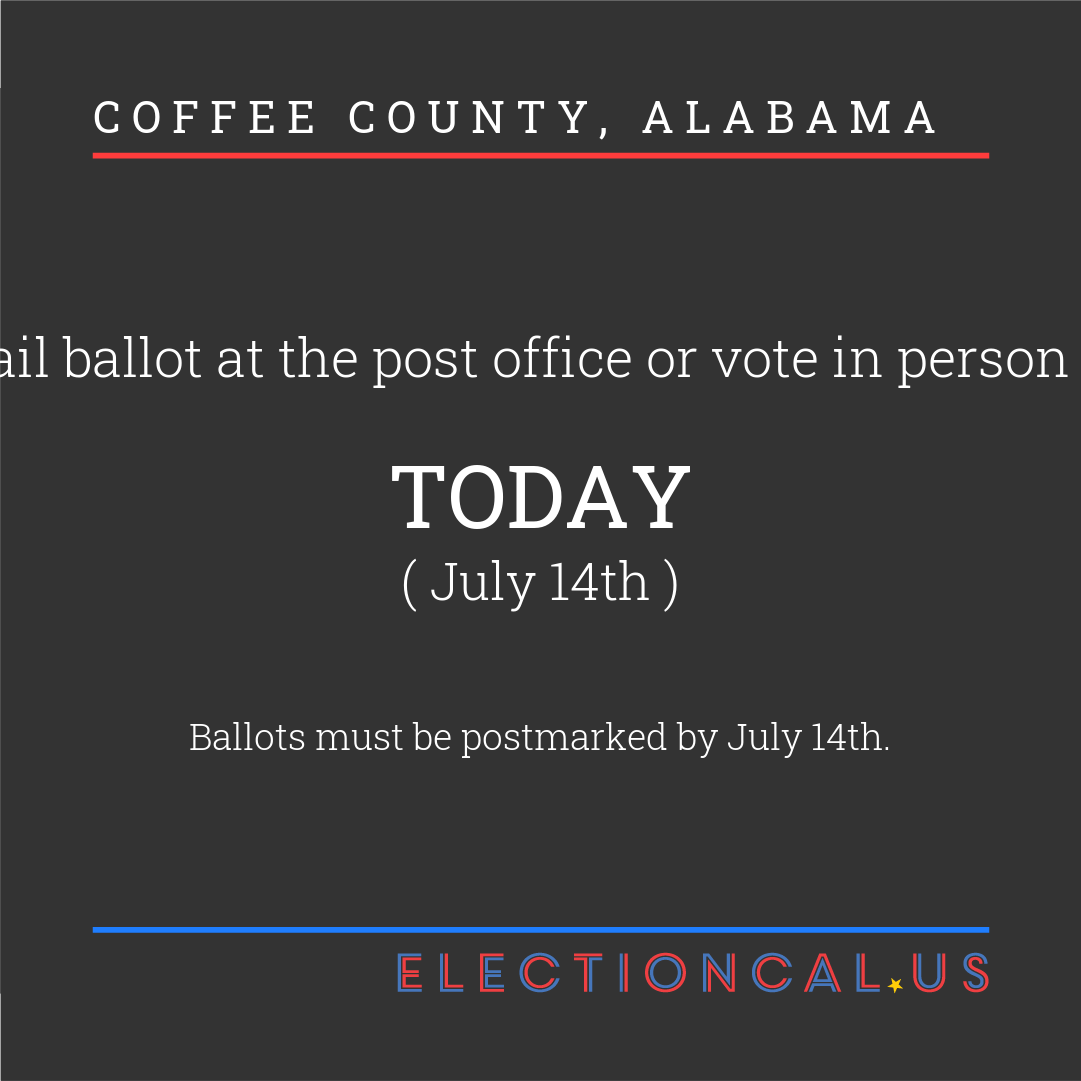 COFFEE COUNTY, ALABAMA
ail ballot at the post office or vote in person
TODAY
( July 14th )
Ballots must be postmarked by July 14th.
ELECTIONCAL.US